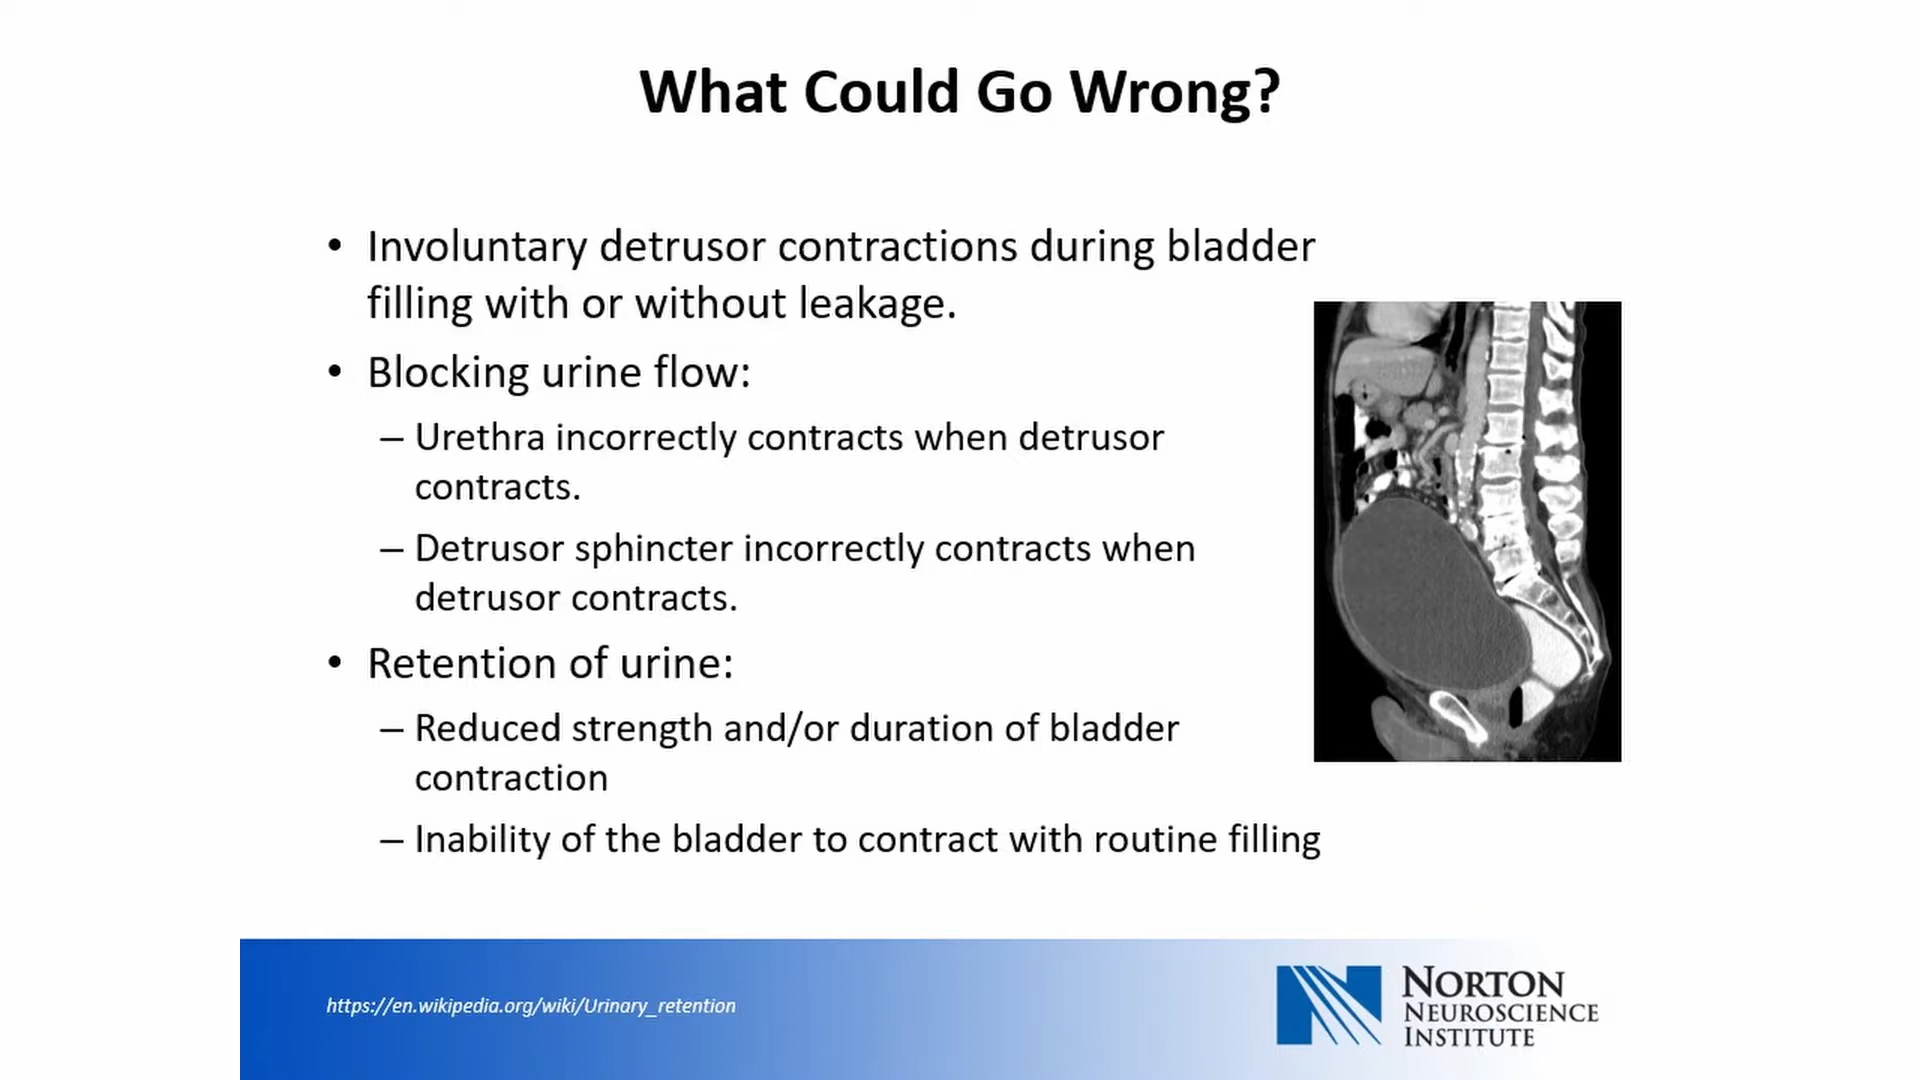 What Could Go Wrong?
• Involuntary detrusor contractions during bladder
filling with or without leakage.
• Blocking urine flow:
– Urethra incorrectly contracts when detrusor
contracts.
– Detrusor sphincter incorrectly contracts when
detrusor contracts.
• Retention of urine:
– Reduced strength and/or duration of bladder
contraction
– Inability of the bladder to contract with routine filling
https://en.wikipedia.org/wiki/Urinary_retention
NORTON
NEUROSCIENCE
INSTITUTE